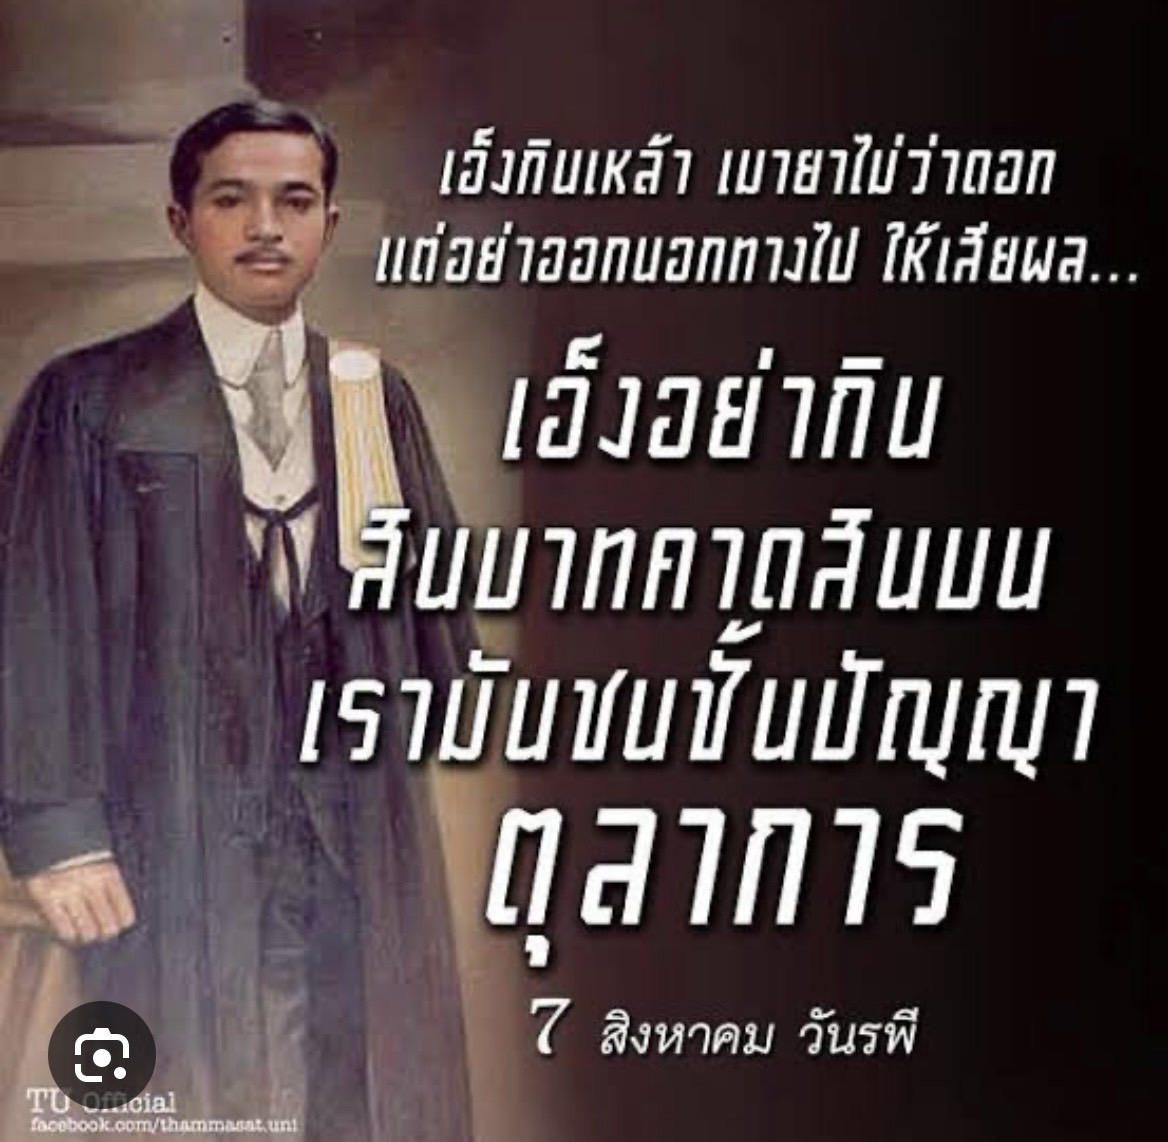 เอ็งกินเหล้า เมายาไม่ว่าดอก
แต่อย่าออกนอกทางไป ให้เสียผล...
เอ็งอย่ากิน
สินบาทคาดสินบน
เรามันชนชั้นปัญญา
ตุลาการ
7 สิงหาคม วันรพี
TU Official
facebook.com/thammasat.uni